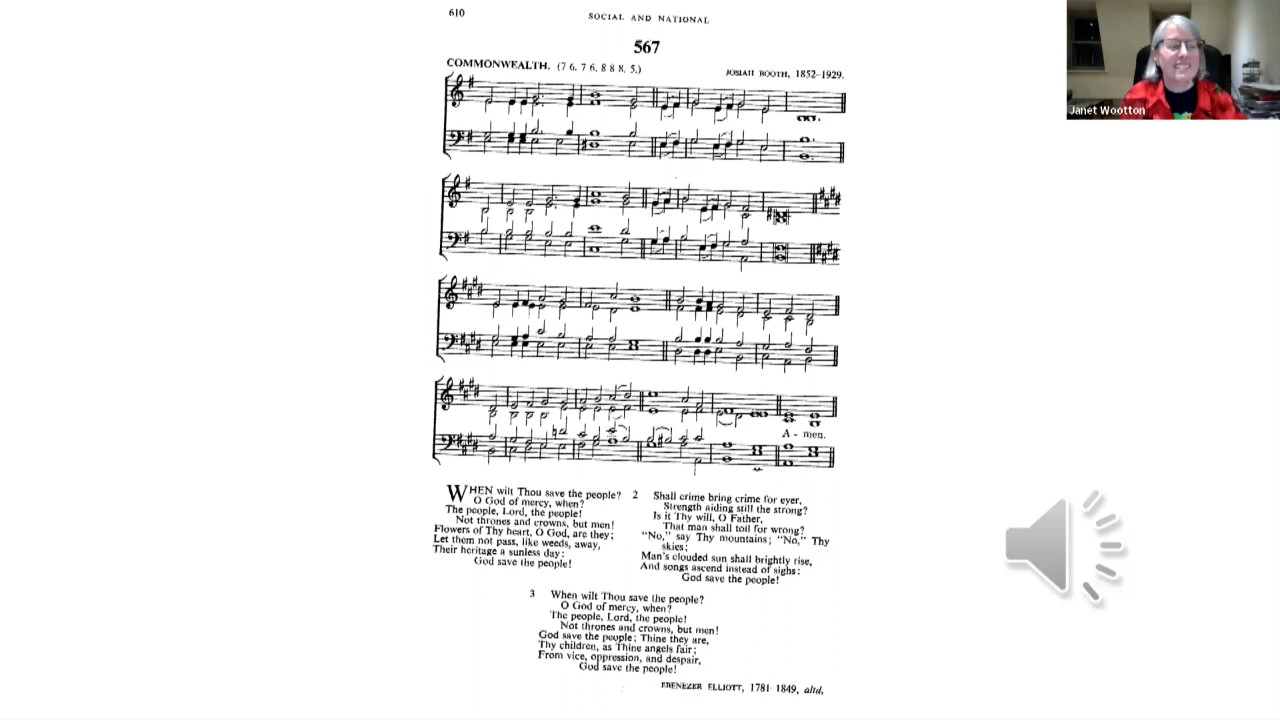 610
SOCIAL AND NATIONAL
567
COMMONWEALTH. (7 6. 7 6. 8 8 8. 5.)
JOSIAH BOOTH, 1852-1929.
Janet Wootton
A - men.
WHEN wilt Thou save the people?
O God of mercy, when?
The people, Lord, the people!
Not thrones and crowns, but men!
Flowers of Thy heart, O God, are they;
Let them not pass, like weeds, away,
Their heritage a sunless day:
God save the people!
2 Shall crime bring crime for ever,
Strength aiding still the strong?
Is it Thy will, O Father,
That man shall toil for wrong?
"No," say Thy mountains; "No," Thy
skies;
Man's clouded sun shall brightly rise,
And songs ascend instead of sighs:
God save the people!
3 When wilt Thou save the people?
O God of mercy, when?
The people, Lord, the people!
Not thrones and crowns, but men!
God save the people; Thine they are,
Thy children, as Thine angels fair;
From vice, oppression, and despair,
God save the people!
EBENEZER ELLIOTT, 1781-1849, altd.